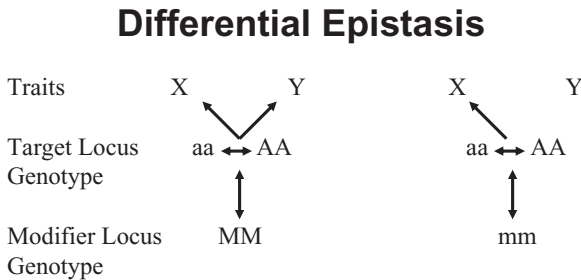 Differential Epistasis
Traits X Y X Y
Target Locus aa AA aa AA
Genotype
Modifier Locus MM mm
Genotype